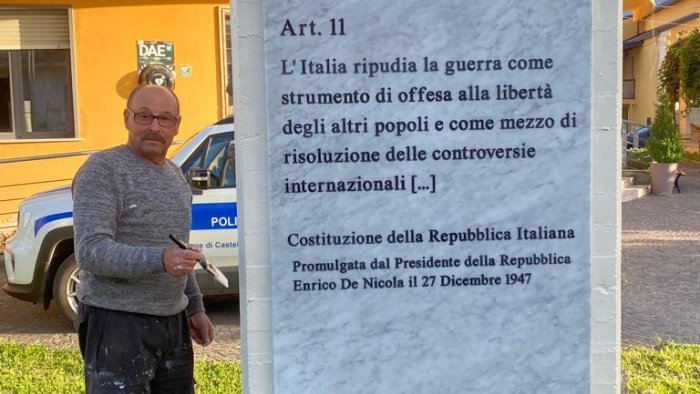 DAE
Art. 11
L'Italia ripudia la guerra come
strumento di offesa alla libertà
degli altri popoli e come mezzo di
risoluzione delle controversie
internazionali [...]
Costituzione della Repubblica Italiana
Promulgata dal Presidente della Repubblica
Enrico De Nicola il 27 Dicembre 1947
POLI
ne di Castel